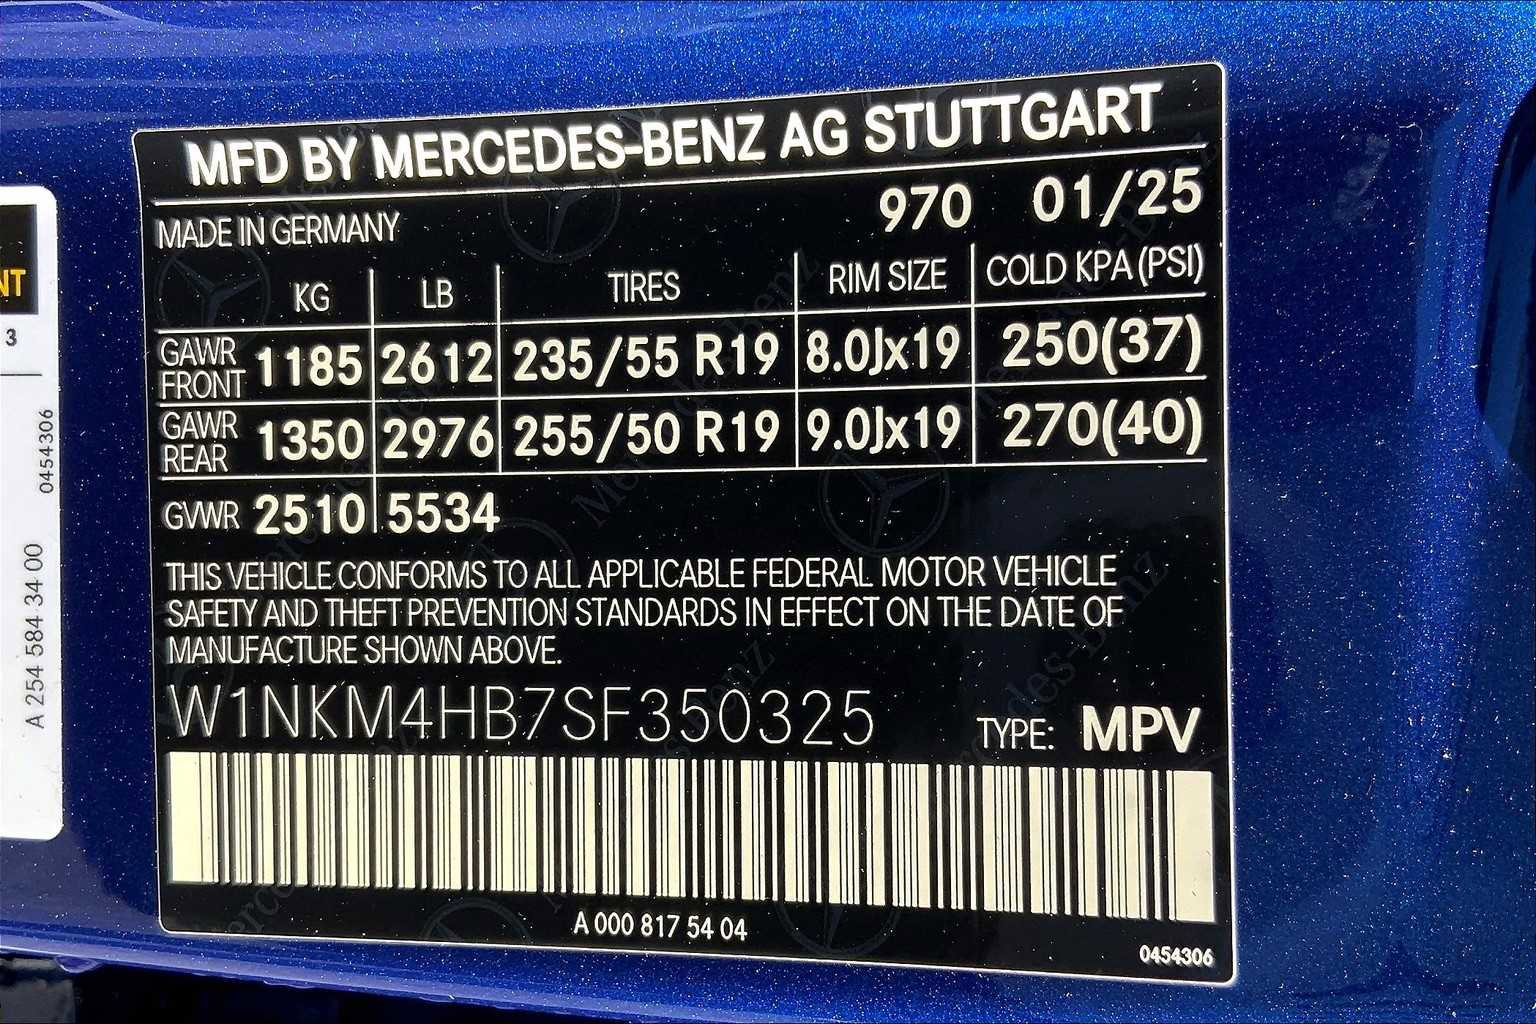 MFD BY MERCEDES-BENZ AG STUTTGART
MADE IN GERMANY 970 01/25
KG LB TIRES RIM SIZE COLD KPA (PSI)
GAWR FRONT 1185 2612 235/55 R19 8.0Jx19 250(37)
GAWR REAR 1350 2976 255/50 R19 9.0Jx19 270(40)
GVWR 2510 5534
THIS VEHICLE CONFORMS TO ALL APPLICABLE FEDERAL MOTOR VEHICLE
SAFETY AND THEFT PREVENTION STANDARDS IN EFFECT ON THE DATE OF
MANUFACTURE SHOWN ABOVE.
W1NKM4HB7SF350325 TYPE: MPV
A 000 817 54 04
0454306
NT
3
A 254 584 34 00 0454306